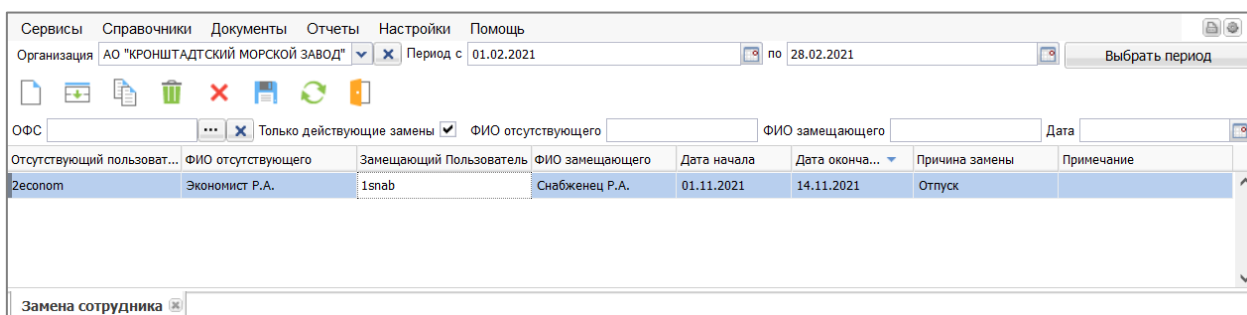 Сервисы Справочники Документы Отчеты Настройки Помощь
Организация АО "КРОНШТАДТСКИЙ МОРСКОЙ ЗАВОД" Период с 01.02.2021 по 28.02.2021 Выбрать период
ОФС ... Только действующие замены ФИО отсутствующего ФИО замещающего Дата
Отсутствующий пользоват... ФИО отсутствующего Замещающий Пользователь ФИО замещающего Дата начала Дата оконча... Причина замены Примечание
2econom Экономист Р.А. 1snab Снабженец Р.А. 01.11.2021 14.11.2021 Отпуск
Замена сотрудника